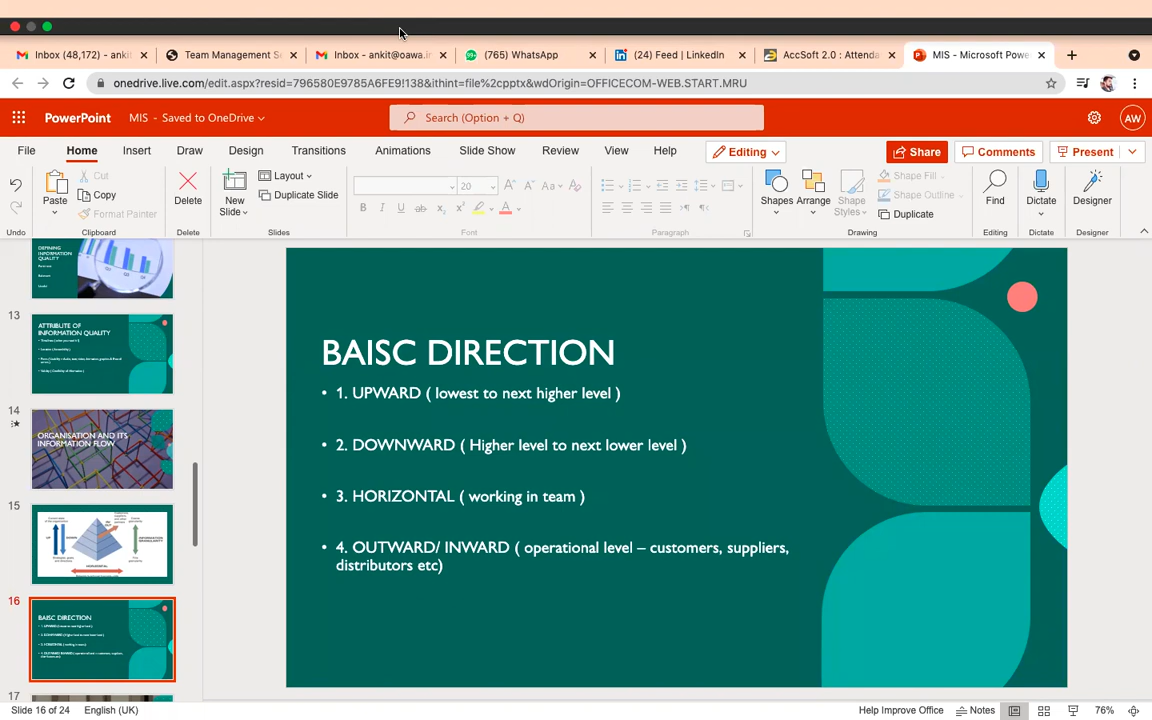 Inbox (48,172) - anki
Team Management S
Inbox - ankit@oawa.in
(765) WhatsApp
(24) Feed | LinkedIn
AccSoft 2.0 : Attenda
MIS - Microsoft Powe
onedrive.live.com/edit.aspx?resid=796580E9785A6FE9!138&ithint=file%2cpptx&wdOrigin=OFFICECOM-WEB.START.MRU
PowerPoint
MIS - Saved to OneDrive
Search (Option + Q)
AW
File
Home
Insert
Draw
Design
Transitions
Animations
Slide Show
Review
View
Help
Editing
Share
Comments
Present
Paste
Cut
Copy
Format Painter
Delete
New
Slide
Layout
Duplicate Slide
20
Shapes
Arrange
Shape
Styles
Shape Fill
Shape Outline
Duplicate
Find
Dictate
Designer
Undo
Clipboard
Delete
Slides
Font
Paragraph
Drawing
Editing
Dictate
Designer
DEFINING
INFORMATION
QUALITY
13
ATTRIBUTE OF
INFORMATION QUALITY
14
ORGANISATION AND ITS
INFORMATION FLOW
15
UP
HORIZONTAL
16
BAISC DIRECTION
17
BAISC DIRECTION
• 1. UPWARD ( lowest to next higher level )
• 2. DOWNWARD ( Higher level to next lower level )
• 3. HORIZONTAL ( working in team )
• 4. OUTWARD/ INWARD ( operational level – customers, suppliers,
distributors etc)
Slide 16 of 24
English (UK)
Help Improve Office
Notes
76%